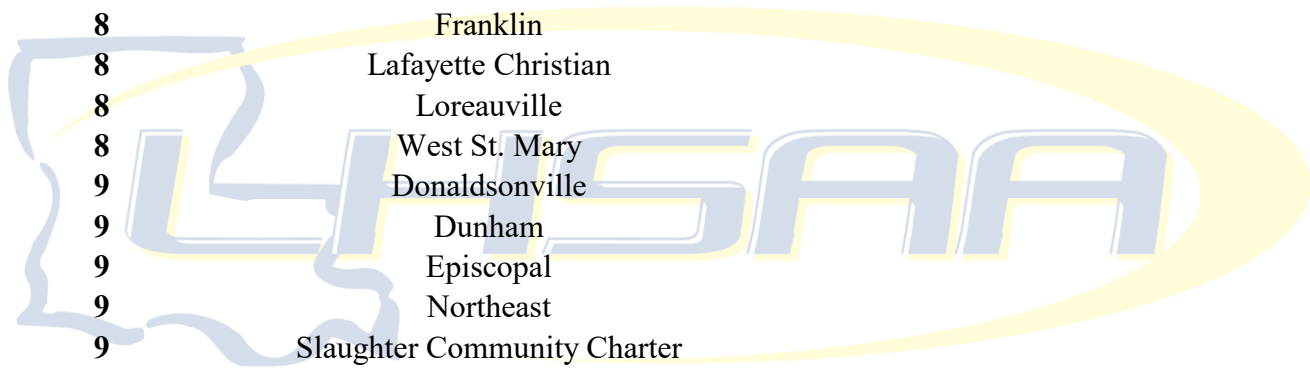 8 Franklin
8 Lafayette Christian
8 Loreauville
8 West St. Mary
9 Donaldsonville
9 Dunham
9 Episcopal
9 Northeast
9 Slaughter Community Charter
LHSAA